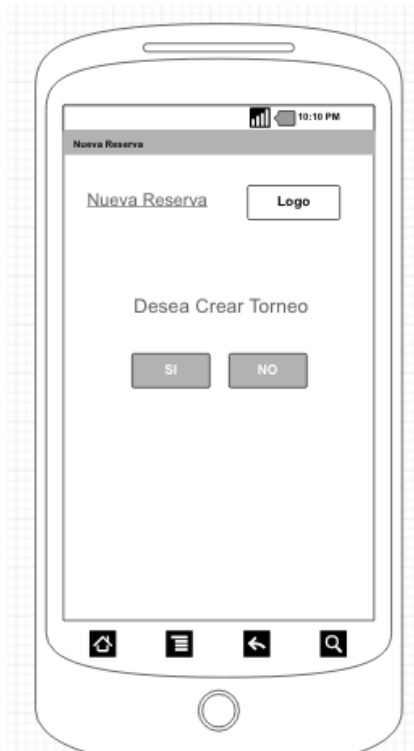 10:10 PM
Nueva Reserva
Nueva Reserva
Logo
Desea Crear Torneo
SI
NO